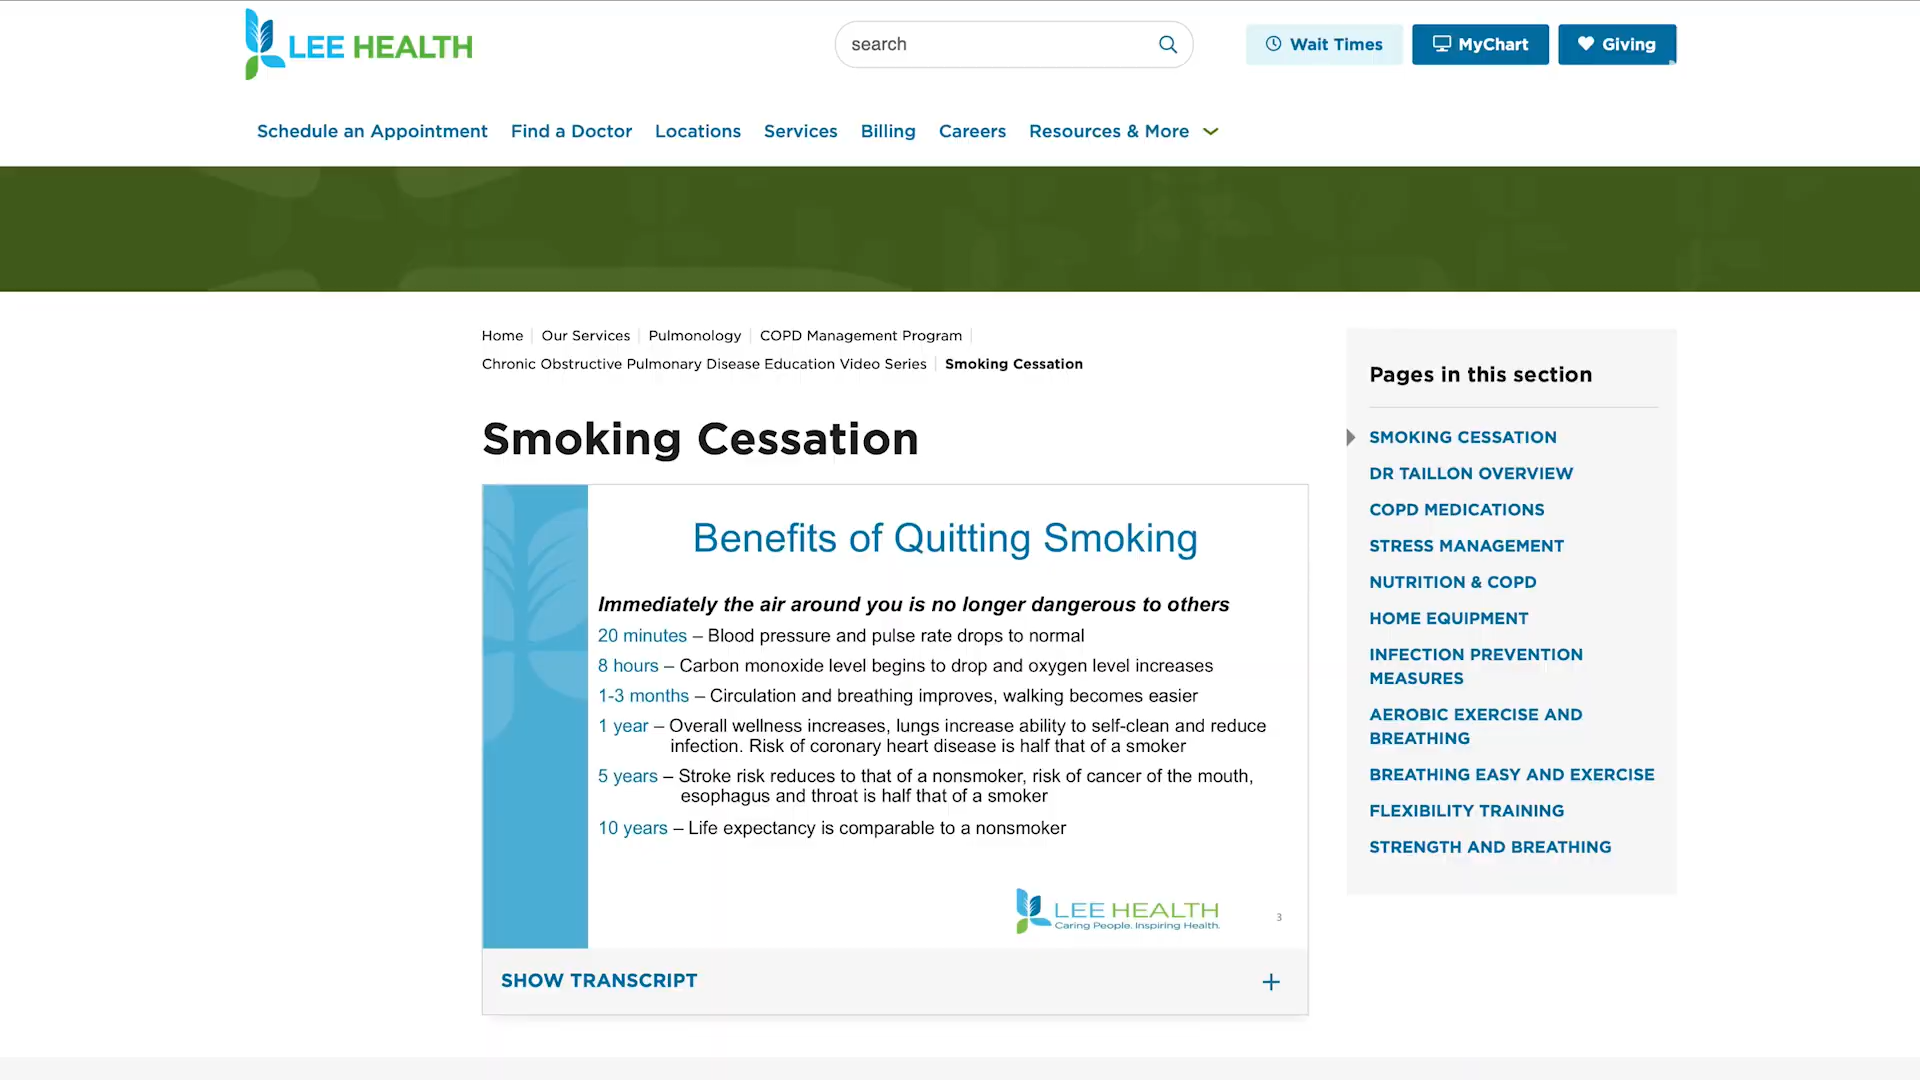 LEE HEALTH
search
Wait Times
MyChart
Giving
Schedule an Appointment
Find a Doctor
Locations
Services
Billing
Careers
Resources & More
Home
Our Services
Pulmonology
COPD Management Program
Chronic Obstructive Pulmonary Disease Education Video Series
Smoking Cessation
Smoking Cessation
Benefits of Quitting Smoking
Immediately the air around you is no longer dangerous to others
20 minutes – Blood pressure and pulse rate drops to normal
8 hours – Carbon monoxide level begins to drop and oxygen level increases
1-3 months – Circulation and breathing improves, walking becomes easier
1 year – Overall wellness increases, lungs increase ability to self-clean and reduce
infection. Risk of coronary heart disease is half that of a smoker
5 years – Stroke risk reduces to that of a nonsmoker, risk of cancer of the mouth,
esophagus and throat is half that of a smoker
10 years – Life expectancy is comparable to a nonsmoker
LEE HEALTH
Caring People. Inspiring Health.
3
SHOW TRANSCRIPT
+
Pages in this section
SMOKING CESSATION
DR TAILLON OVERVIEW
COPD MEDICATIONS
STRESS MANAGEMENT
NUTRITION & COPD
HOME EQUIPMENT
INFECTION PREVENTION
MEASURES
AEROBIC EXERCISE AND
BREATHING
BREATHING EASY AND EXERCISE
FLEXIBILITY TRAINING
STRENGTH AND BREATHING